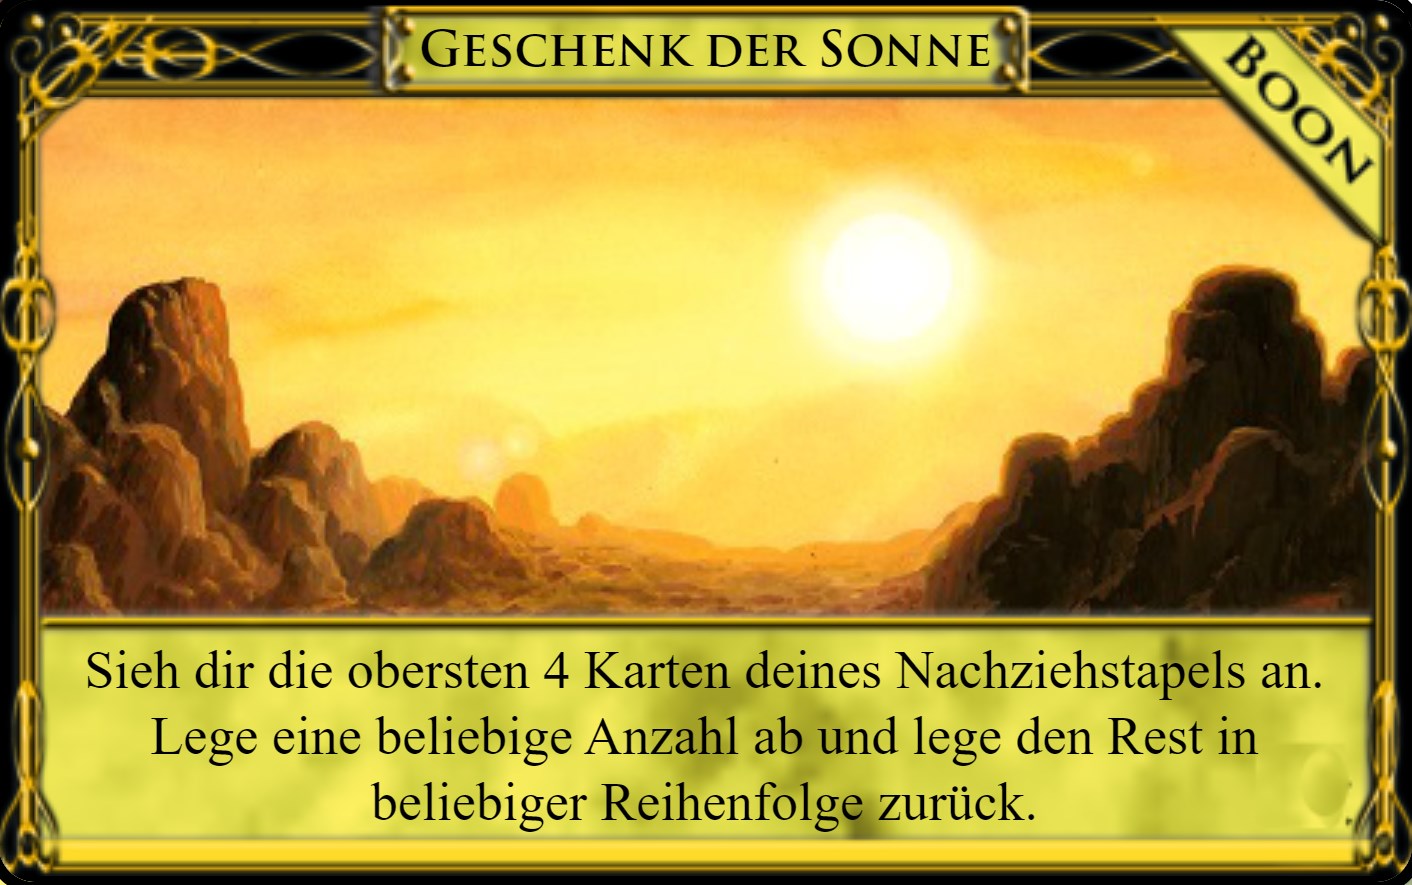 GESCHENK DER SONNE
BOON
Sieh dir die obersten 4 Karten deines Nachziehstapels an.
Lege eine beliebige Anzahl ab und lege den Rest in
beliebiger Reihenfolge zurück.